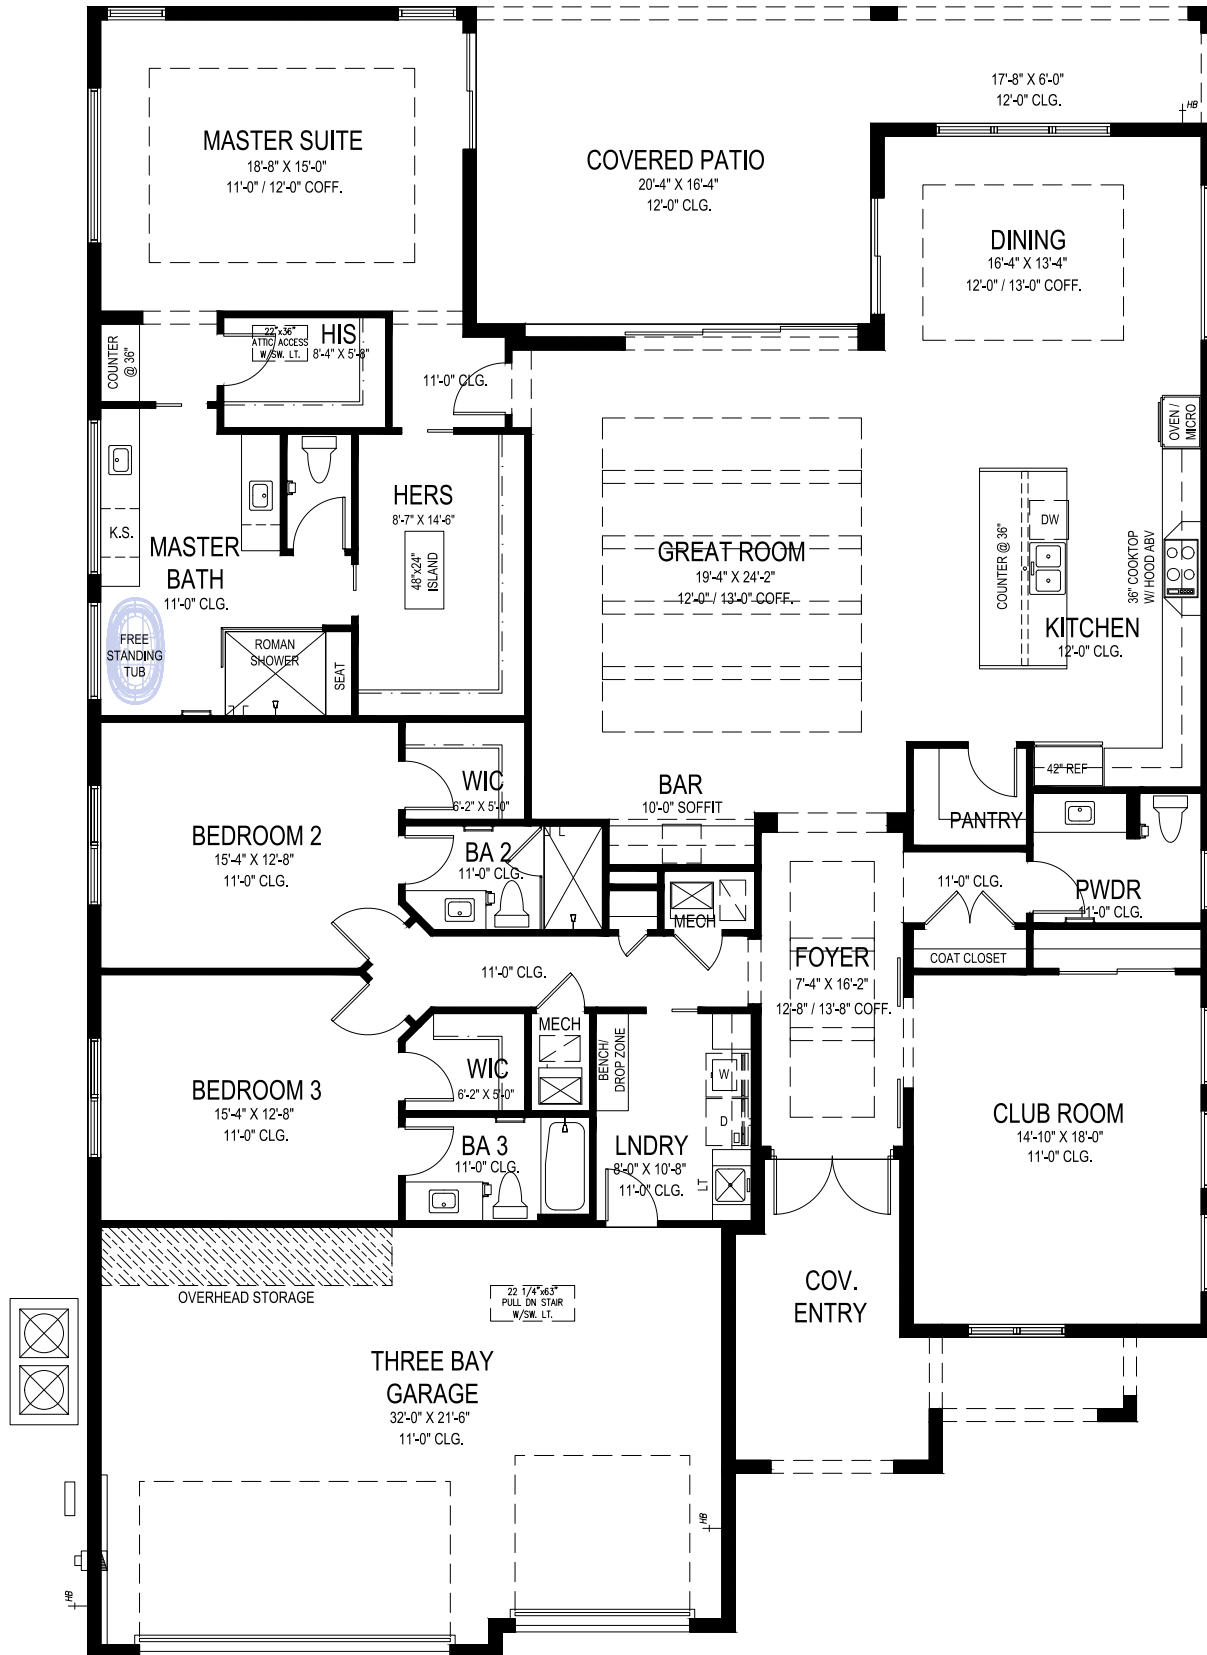 17'-8" X 6'-0"
12'-0" CLG.
HB
MASTER SUITE
18'-8" X 15'-0"
11'-0" / 12'-0" COFF.
COVERED PATIO
20'-4" X 16'-4"
12'-0" CLG.
DINING
16'-4" X 13'-4"
12'-0" / 13'-0" COFF.
COUNTER
@ 36"
22"x36"
ATTIC ACCESS
W/SW. LT.
HIS
8'-4" X 5'-6"
11'-0" CLG.
OVEN /
MICRO
HERS
8'-7" X 14'-6"
48"x24"
ISLAND
K.S.
MASTER
BATH
11'-0" CLG.
GREAT ROOM
19'-4" X 24'-2"
12'-0" / 13'-0" COFF.
COUNTER @ 36"
DW
36" COOKTOP
W/ HOOD ABV
KITCHEN
12'-0" CLG.
FREE
STANDING
TUB
ROMAN
SHOWER
SEAT
42" REF
WIC
6'-2" X 5'-0"
BAR
10'-0" SOFFIT
PANTRY
BEDROOM 2
15'-4" X 12'-8"
11'-0" CLG.
BA 2
11'-0" CLG.
MECH
11'-0" CLG.
PWDR
11'-0" CLG.
COAT CLOSET
11'-0" CLG.
FOYER
7'-4" X 16'-2"
12'-8" / 13'-8" COFF.
MECH
BENCH/
DROP ZONE
WIC
6'-2" X 5'-0"
W
D
BEDROOM 3
15'-4" X 12'-8"
11'-0" CLG.
CLUB ROOM
14'-10" X 18'-0"
11'-0" CLG.
BA 3
11'-0" CLG.
LNDRY
8'-0" X 10'-8"
11'-0" CLG.
LT
OVERHEAD STORAGE
22 1/4"x63"
PULL DN STAIR
W/SW. LT.
COV.
ENTRY
THREE BAY
GARAGE
32'-0" X 21'-6"
11'-0" CLG.
HB
HB